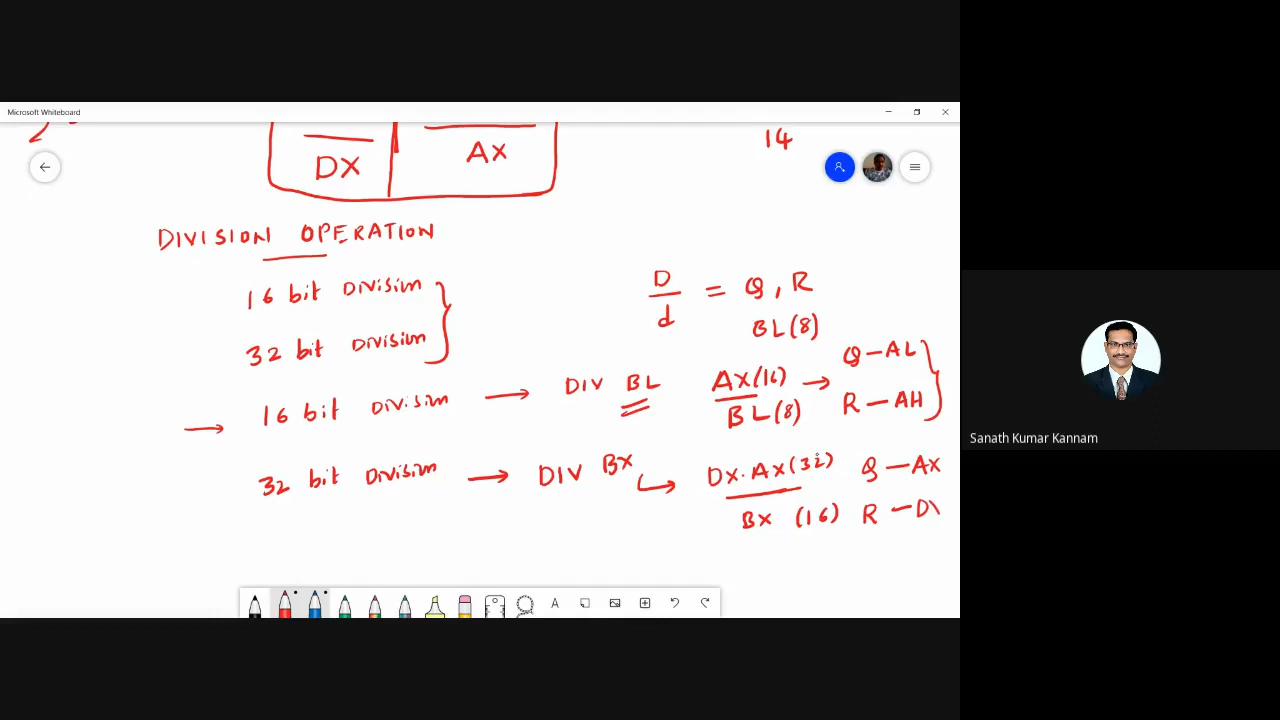 Microsoft Whiteboard
DX AX
14
DIVISION OPERATION
16 bit Division
32 bit Division
D/d = Q, R
BL(8)
16 bit Division → DIV BL AX(16)/BL(8) → Q-AL
R-AH
32 bit Division → DIV BX → DX·AX(32)/BX (16) Q-AX
R-DX
A
Sanath Kumar Kannam